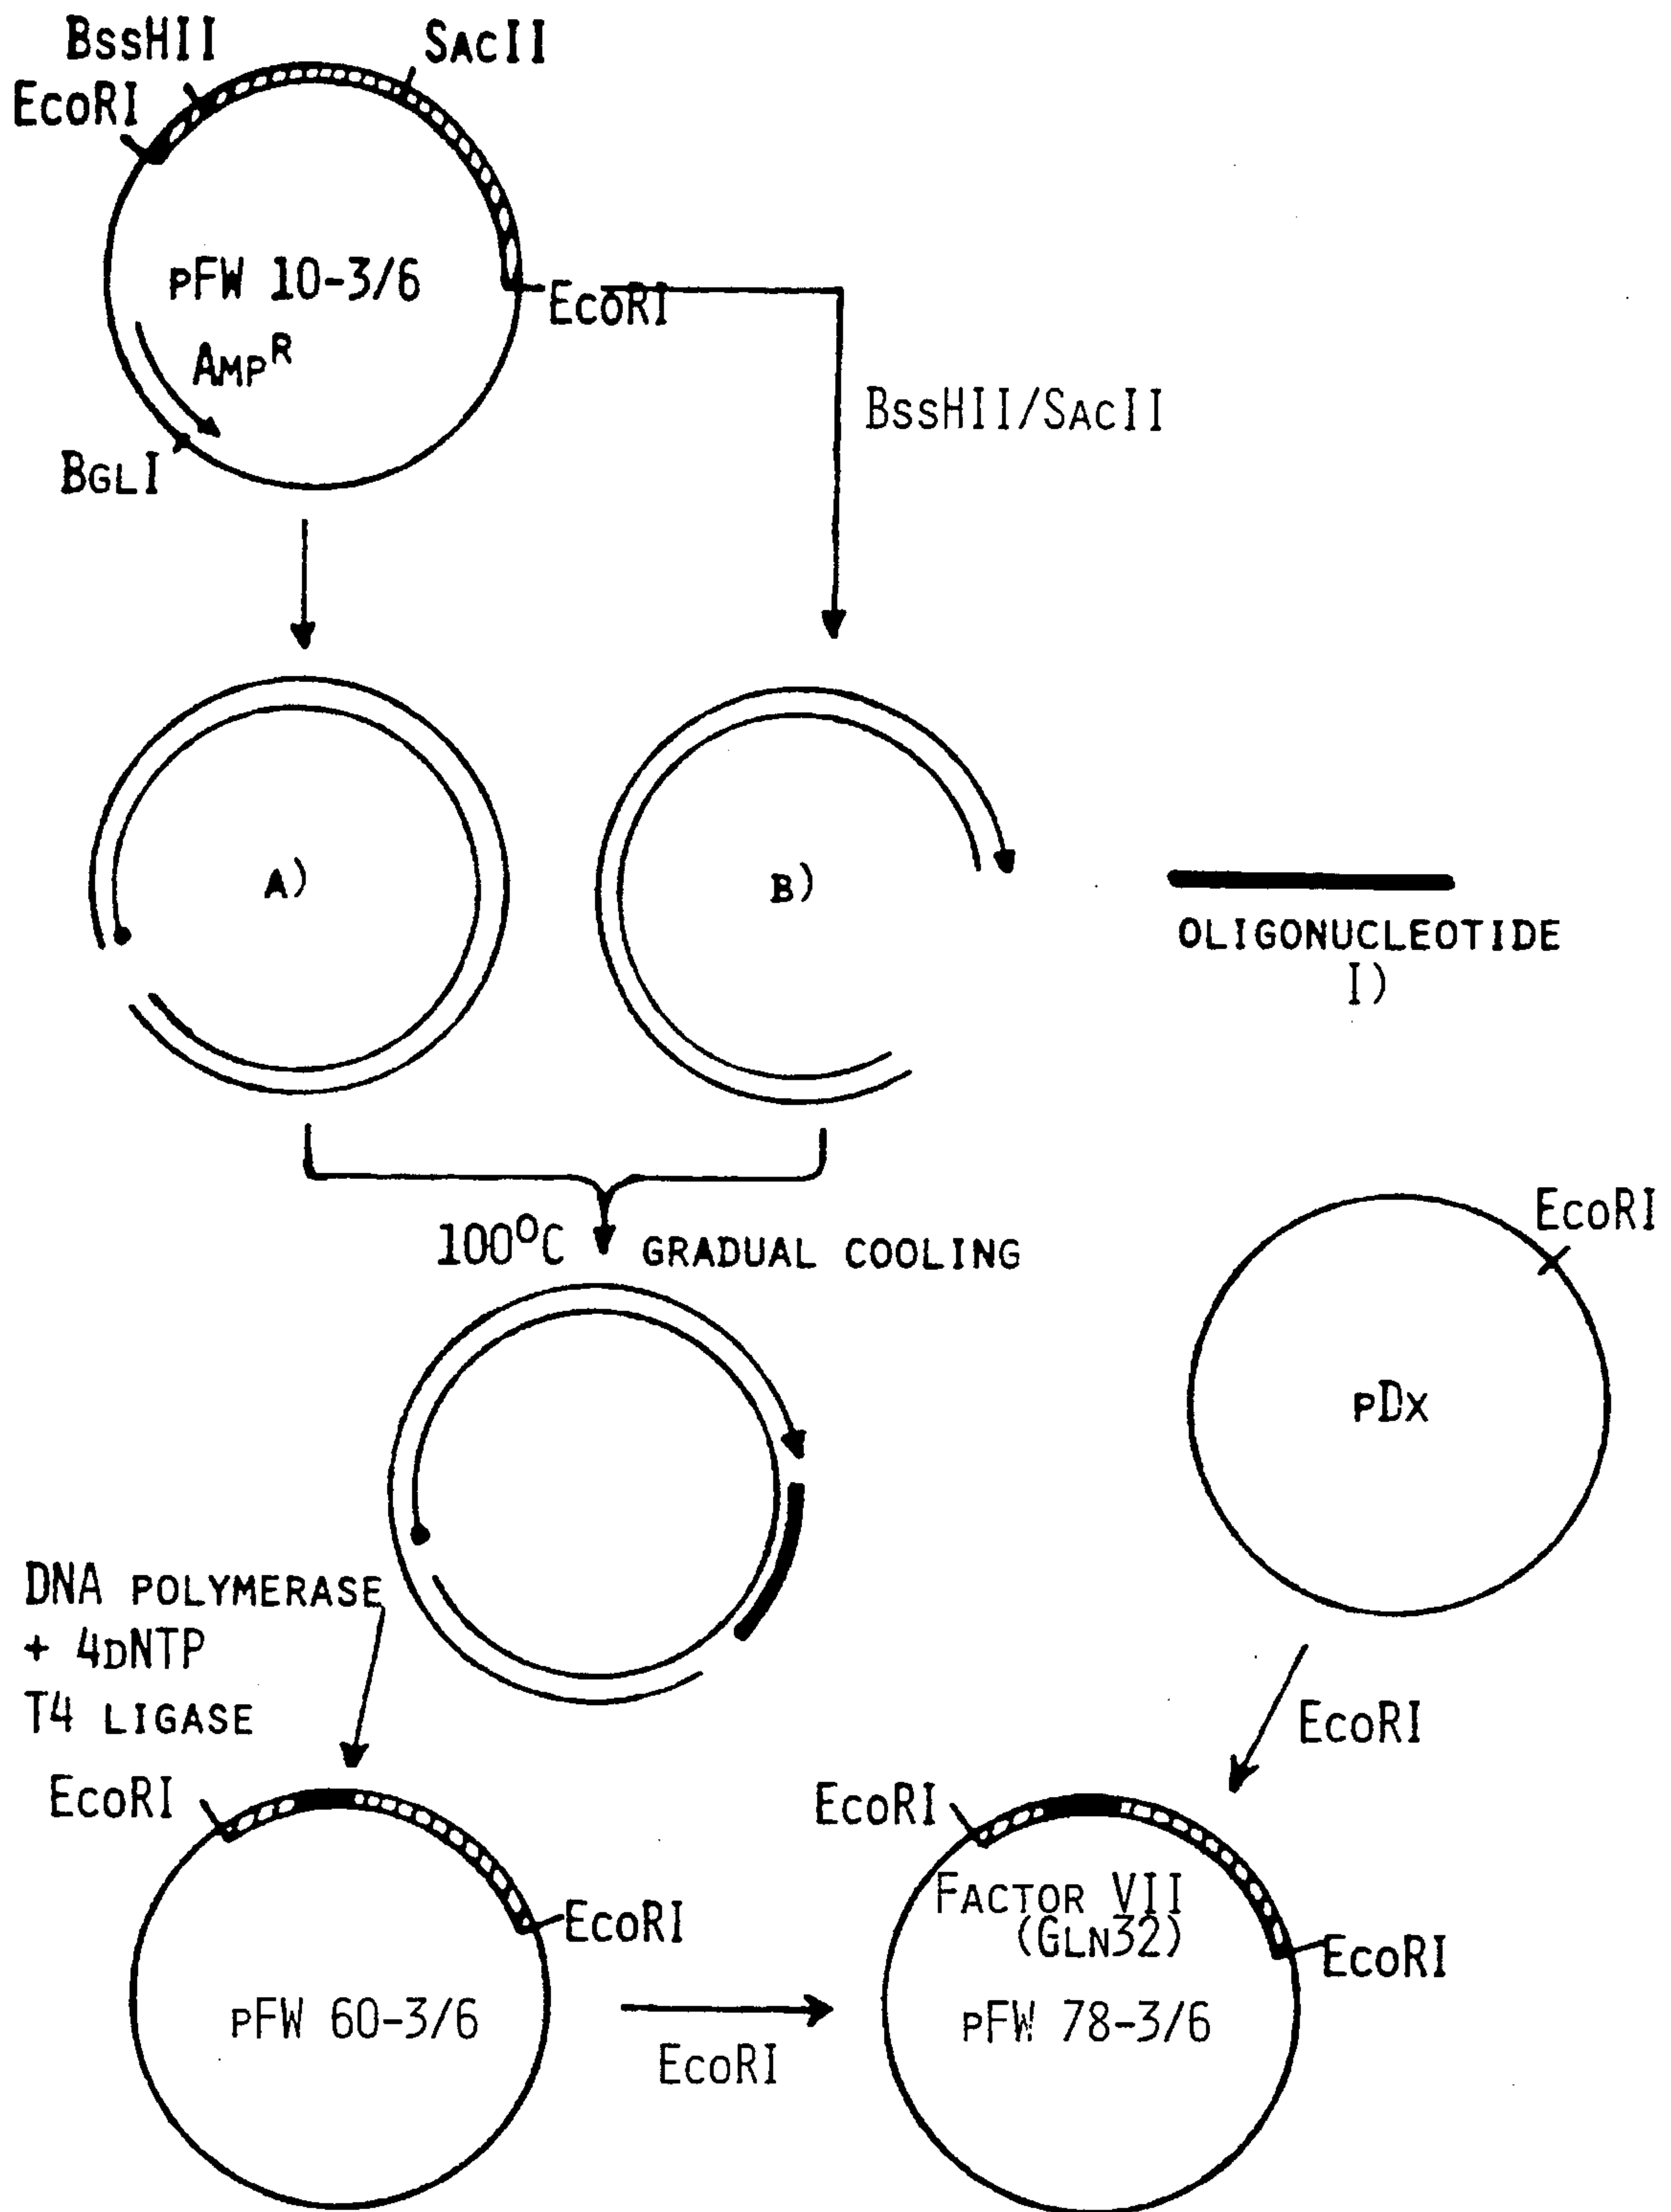 BssHII
SacII
EcoRI
pFW 10-3/6
EcoRI
Amp^R
BssHII/SacII
BglI
A)
B)
OLIGONUCLEOTIDE
I)
EcoRI
100°C GRADUAL COOLING
pDx
DNA POLYMERASE
+ 4dNTP
T4 LIGASE
EcoRI
EcoRI
EcoRI
Factor VII
(Gln32)
EcoRI
EcoRI
pFW 60-3/6
pFW 78-3/6
EcoRI